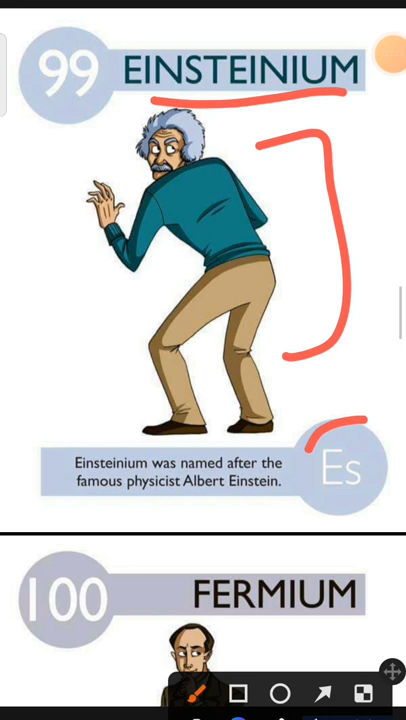 99 EINSTEINIUM
Einsteinium was named after the
famous physicist Albert Einstein.
Es
100 FERMIUM